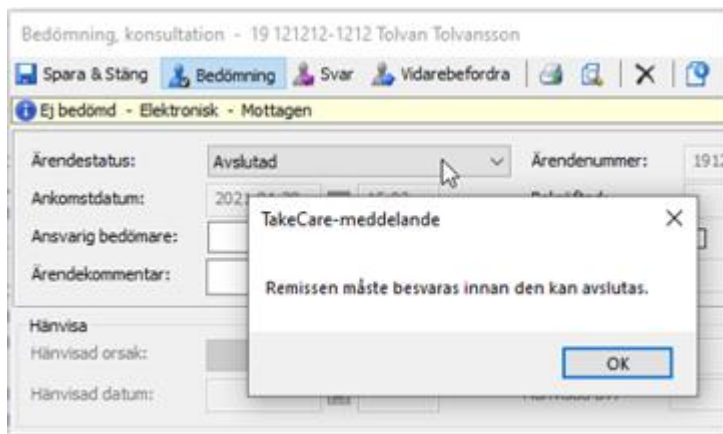 Bedömning, konsultation - 19 121212-1212 Tolvan Tolvansson
Spara & Stäng Bedömning Svar Vidarebefordra
Ej bedömd - Elektronisk - Mottagen
Ärendestatus: Avslutad Ärendenummer: 1912
Ankomstdatum:
Ansvarig bedömare:
Ärendekommentar:
TakeCare-meddelande
Remissen måste besvaras innan den kan avslutas.
OK
Hänvisa
Hänvisad orsak:
Hänvisad datum: